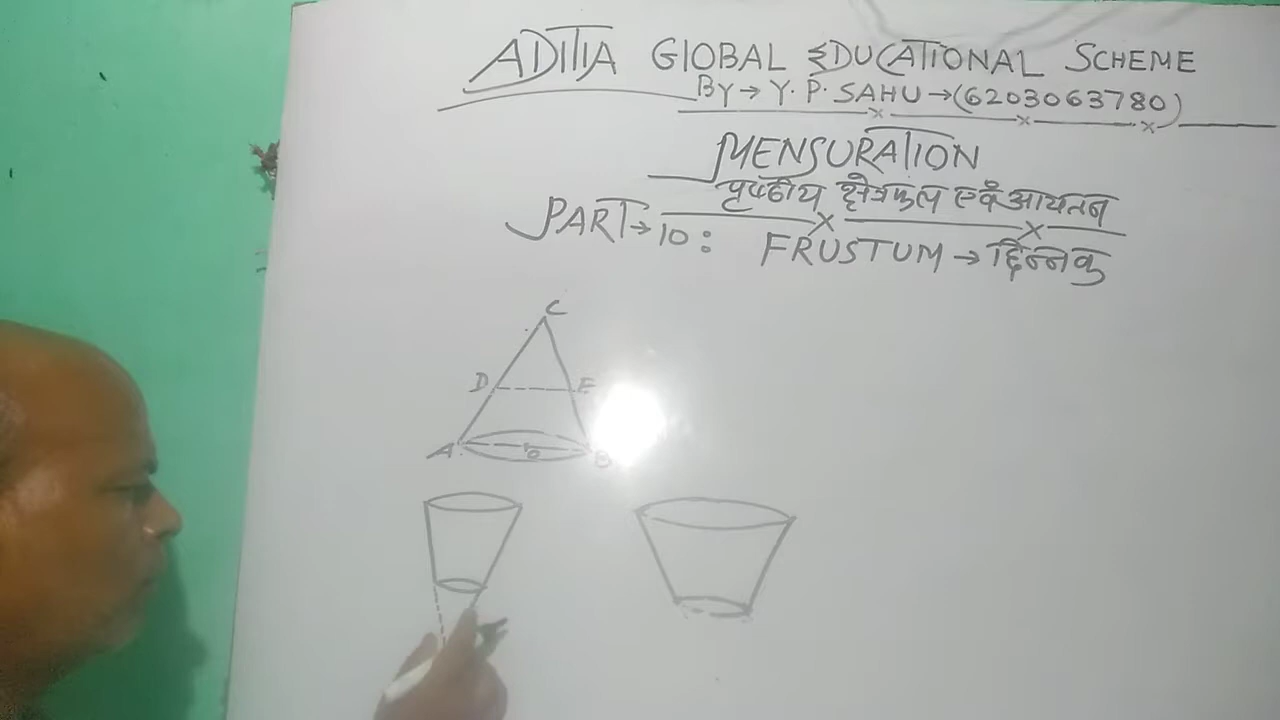 ADITIA GLOBAL EDUCATIONAL SCHEME
By → Y. P. SAHU → (6203063780)
MENSURATION
पृष्ठीय क्षेत्रफल एवं आयतन
PART → 10 : FRUSTUM → छिन्नक
C
D E
A O B